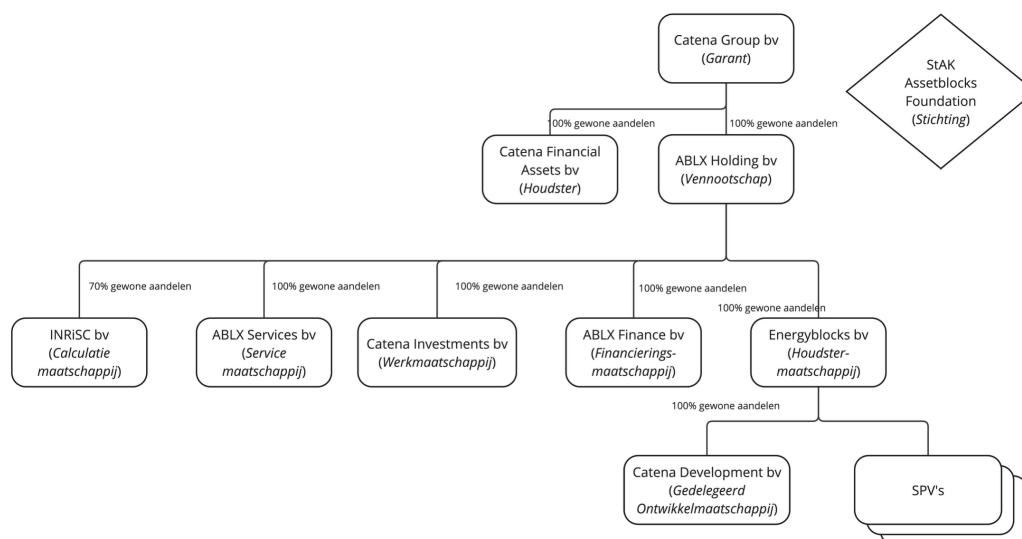 Catena Group bv
(Garant)
StAK
Assetblocks
Foundation
(Stichting)
100% gewone aandelen
100% gewone aandelen
Catena Financial
Assets bv
(Houdster)
ABLX Holding bv
(Vennootschap)
70% gewone aandelen
100% gewone aandelen
100% gewone aandelen
100% gewone aandelen
100% gewone aandelen
INRiSC bv
(Calculatie
maatschappij)
ABLX Services bv
(Service
maatschappij)
Catena Investments bv
(Werkmaatschappij)
ABLX Finance bv
(Financierings-
maatschappij)
Energyblocks bv
(Houdster-
maatschappij)
100% gewone aandelen
Catena Development bv
(Gedelegeerd
Ontwikkelmaatschappij)
SPV's